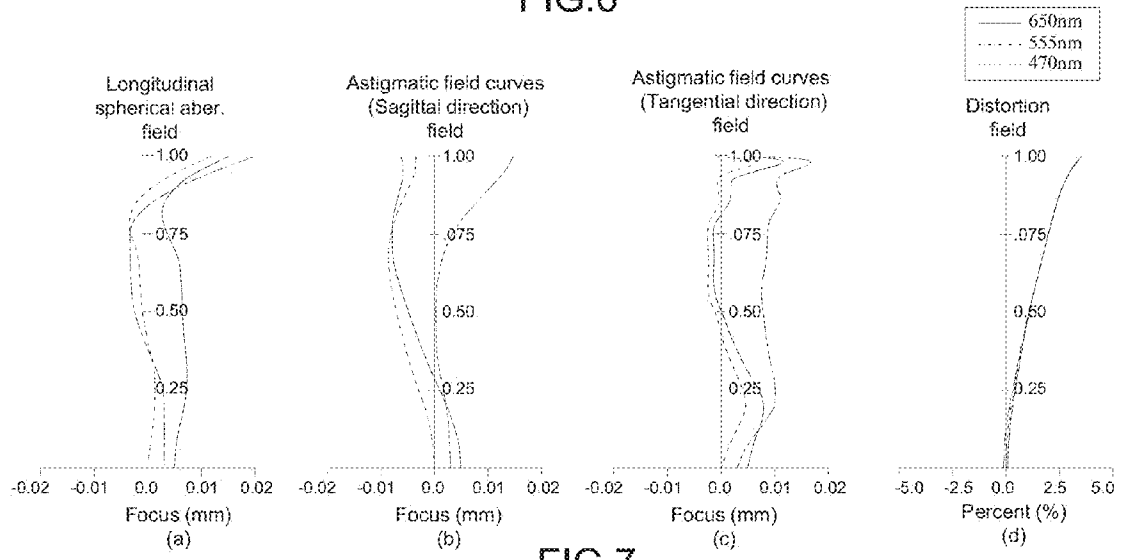 FIG.6
650nm
555nm
470nm
Longitudinal
spherical aber.
field
Astigmatic field curves
(Sagittal direction)
field
Astigmatic field curves
(Tangential direction)
field
Distortion
field
1.00
0.75
0.50
0.25
-0.02 -0.01 0.0 0.01 0.02
Focus (mm)
(a)
1.00
.075
0.50
0.25
-0.02 -0.01 0.0 0.01 0.02
Focus (mm)
(b)
1.00
.075
0.50
0.25
-0.02 -0.01 0.0 0.01 0.02
Focus (mm)
(c)
1.00
.075
0.50
0.25
-5.0 -2.5 0.0 2.5 5.0
Percent (%)
(d)
FIG.7